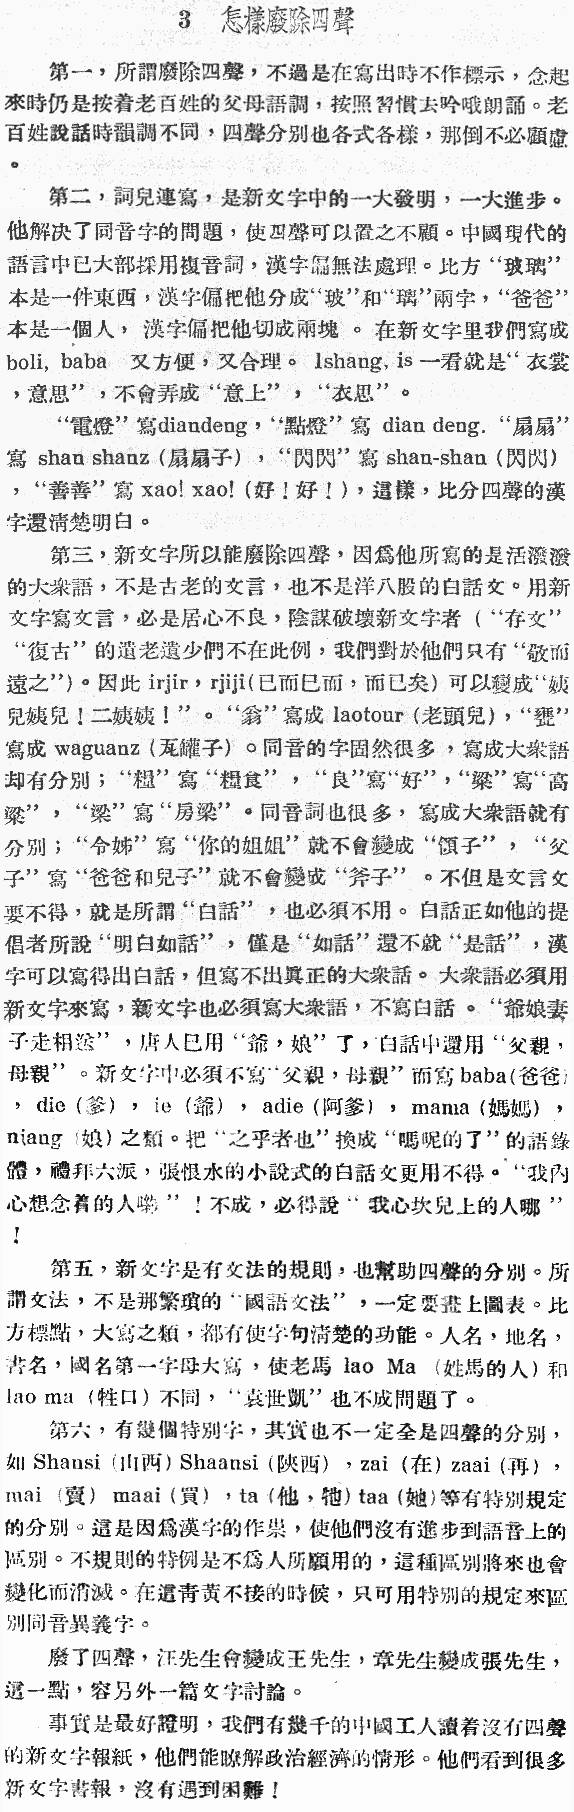 3 怎樣廢除四聲
第一，所謂廢除四聲，不過是在寫出時不作標示，念起
來時仍是按着老百姓的父母語調，按照習慣去吟哦朗誦。老
百姓說話時韻調不同，四聲分別也各式各樣，那倒不必顧慮
。
第二，詞兒連寫，是新文字中的一大發明，一大進步。
他解决了同音字的問題，使四聲可以置之不顧。中國現代的
語言中已大部採用複音詞，漢字偏無法處理。比方“玻璃”
本是一件東西，漢字偏把他分成“玻”和“璃”兩字，“爸爸”
本是一個人，漢字偏把他切成兩塊。在新文字里我們寫成
boli, baba 又方便，又合理。Ishang, is 一看就是“衣裳
，意思”，不會弄成“意上”，“衣思”。
“電燈”寫diandeng，“點燈”寫 dian deng. “扇扇”
寫 shan shanz (扇扇子)，“閃閃”寫 shan-shan (閃閃)
，“善善”寫 xao! xao! (好！好！)，這樣，比分四聲的漢
字還清楚明白。
第三，新文字所以能廢除四聲，因爲他所寫的是活潑潑
的大衆語，不是古老的文言，也不是洋八股的白話文。用新
文字寫文言，必是居心不良，陰謀破壞新文字者（“存文”
“復古”的遺老遺少們不在此例，我們對於他們只有“敬而
遠之”)。因此 irjir，rjiji(已而已而，而已矣) 可以變成“姨
兒姨兒！二姨姨！”。“翁”寫成 laotour (老頭兒)，“甕”
寫成 waguanz (瓦罐子)。同音的字固然很多，寫成大衆語
却有分別；“糧”寫“糧食”，“良”寫“好”，“粱”寫“高
粱”，“梁”寫“房梁”。同音詞也很多，寫成大衆語就有
分別；“令姊”寫“你的姐姐”就不會變成“領子”，“父
子”寫“爸爸和兒子”就不會變成“斧子”。不但是文言文
要不得，就是所謂“白話”，也必須不用。白話正如他的提
倡者所說“明白如話”，僅是“如話”還不就“是話”，漢
字可以寫得出白話，但寫不出眞正的大衆話。大衆語必須用
新文字來寫，新文字也必須寫大衆語，不寫白話。“爺娘妻
子走相送”，唐人已用“爺，娘”了，白話中還用“父親，
母親”。新文字中必須不寫“父親，母親”而寫 baba(爸爸)
，die (爹)，ie (爺)，adie (阿爹)，mama (媽媽)，
niang (娘) 之類。把“之乎者也”換成“嗎呢的了”的語錄
體，禮拜六派，張恨水的小說式的白話文更用不得。“我內
心想念着的人喲”！不成，必得說“我心坎兒上的人哪”
！
第五，新文字是有文法的規則，也幫助四聲的分別。所
謂文法，不是那繁瑣的“國語文法”，一定要畫上圖表。比
方標點，大寫之類，都有使字句清楚的功能。人名，地名，
書名，國名第一字母大寫，使老馬 lao Ma (姓馬的人) 和
lao ma (牲口) 不同，“袁世凱”也不成問題了。
第六，有幾個特別字，其實也不一定全是四聲的分別，
如 Shansi (山西) Shaansi (陝西)，zai (在) zaai (再)，
mai (賣) maai (買)，ta (他，牠) taa (她) 等有特別規定
的分別。這是因爲漢字的作祟，使他們沒有進步到語音上的
區別。不規則的特例是不爲人所願用的，這種區別將來也會
變化而消滅。在這青黃不接的時候，只可用特別的規定來區
別同音異義字。
廢了四聲，汪先生會變成王先生，章先生變成張先生，
這一點，容另外一篇文字討論。
事實是最好證明，我們有幾千的中國工人讀着沒有四聲
的新文字報紙，他們能瞭解政治經濟的情形。他們看到很多
新文字書報，沒有遇到困難！